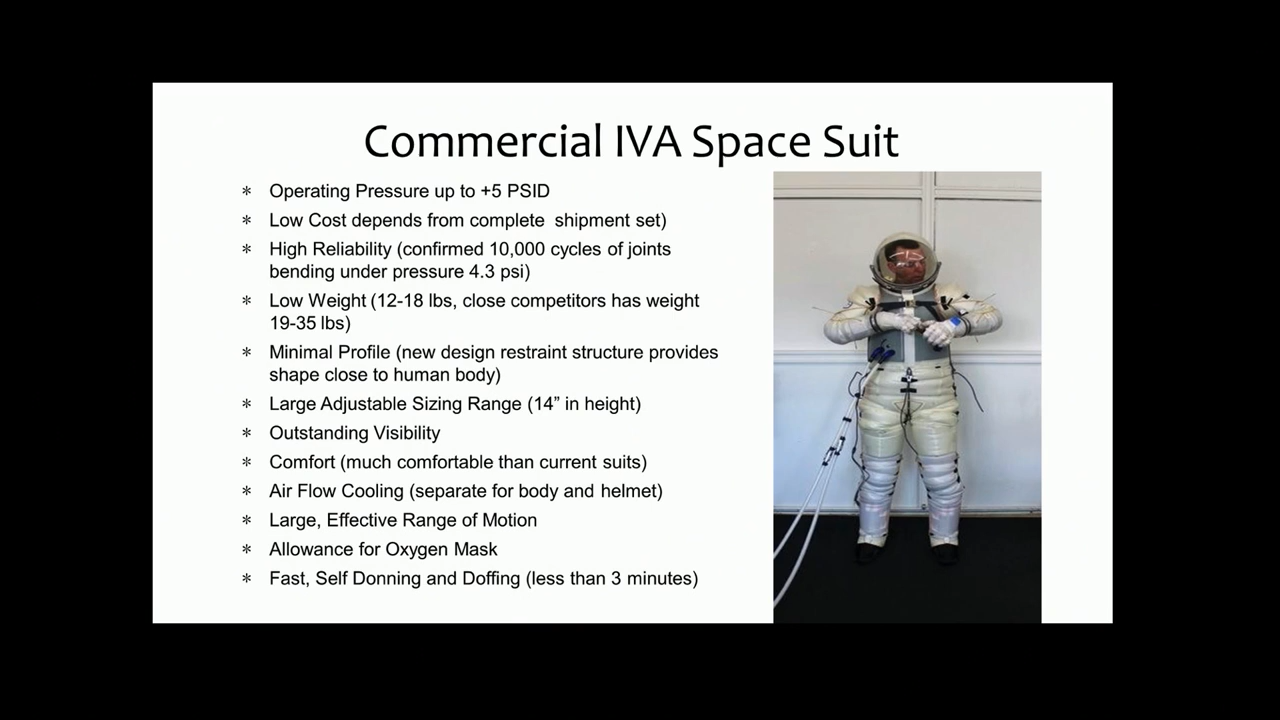 Commercial IVA Space Suit
* Operating Pressure up to +5 PSID
* Low Cost depends from complete  shipment set)
* High Reliability (confirmed 10,000 cycles of joints
bending under pressure 4.3 psi)
* Low Weight (12-18 lbs, close competitors has weight
19-35 lbs)
* Minimal Profile (new design restraint structure provides
shape close to human body)
* Large Adjustable Sizing Range (14” in height)
* Outstanding Visibility
* Comfort (much comfortable than current suits)
* Air Flow Cooling (separate for body and helmet)
* Large, Effective Range of Motion
* Allowance for Oxygen Mask
* Fast, Self Donning and Doffing (less than 3 minutes)